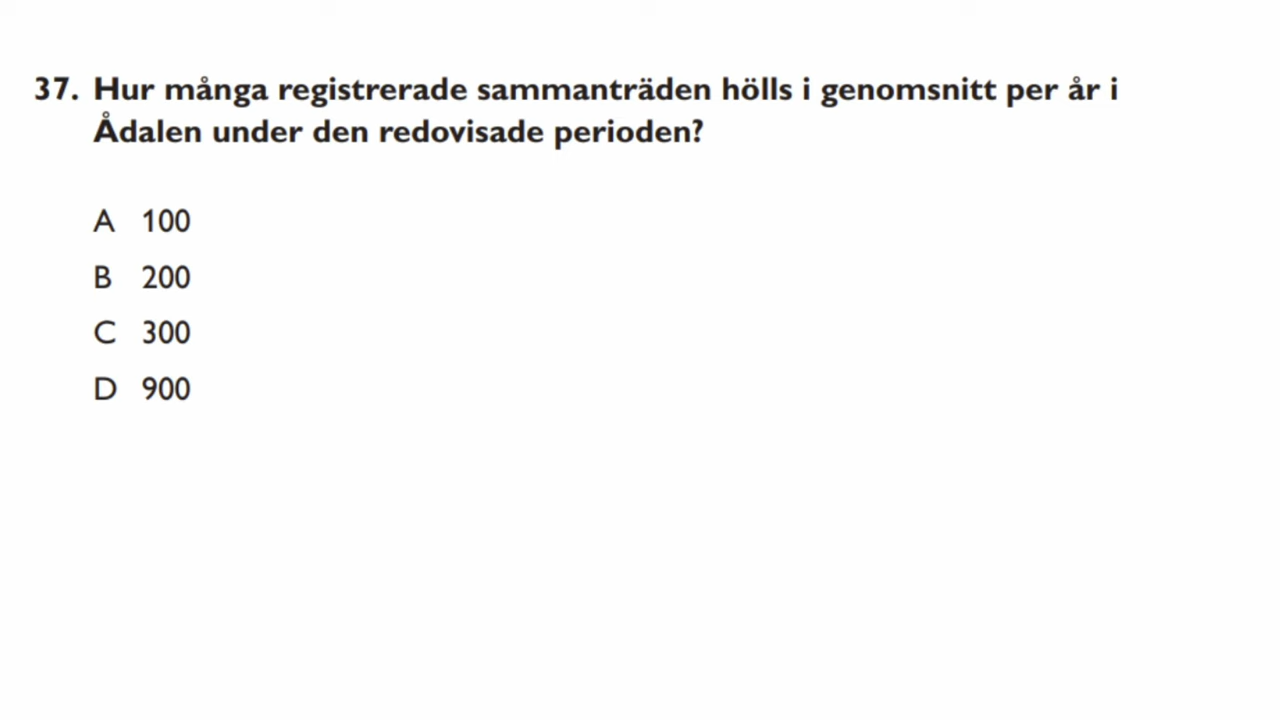 37. Hur många registrerade sammanträden hölls i genomsnitt per år i
Ådalen under den redovisade perioden?
A 100
B 200
C 300
D 900